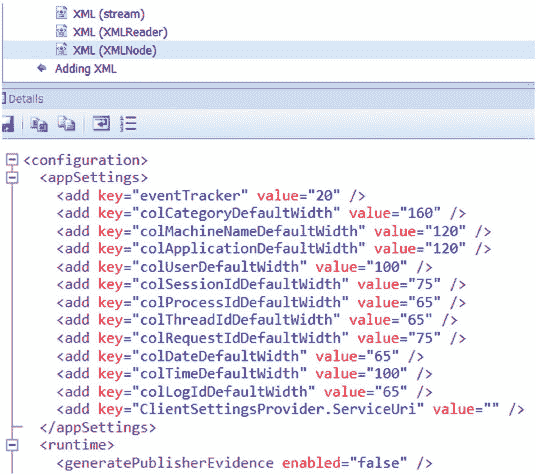 XML (stream)
XML (XMLReader)
XML (XMLNode)
Adding XML
Details
<configuration>
<appSettings>
<add key="eventTracker" value="20" />
<add key="colCategoryDefaultWidth" value="160" />
<add key="colMachineNameDefaultWidth" value="120" />
<add key="colApplicationDefaultWidth" value="120" />
<add key="colUserDefaultWidth" value="100" />
<add key="colSessionIdDefaultWidth" value="75" />
<add key="colProcessIdDefaultWidth" value="65" />
<add key="colThreadIdDefaultWidth" value="65" />
<add key="colRequestIdDefaultWidth" value="75" />
<add key="colDateDefaultWidth" value="65" />
<add key="colTimeDefaultWidth" value="100" />
<add key="colLogIdDefaultWidth" value="65" />
<add key="ClientSettingsProvider.ServiceUri" value="" />
</appSettings>
<runtime>
<generatePublisherEvidence enabled="false" />